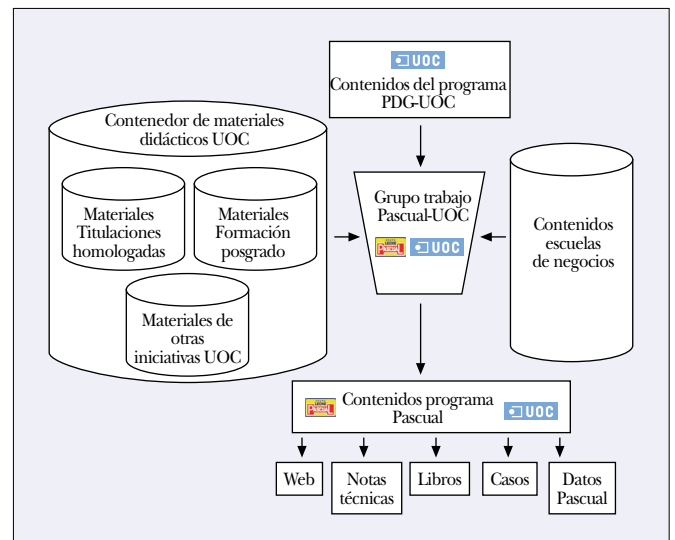 UOC
Contenidos del programa
PDG-UOC
Contenedor de materiales
didácticos UOC
Materiales
Titulaciones
homologadas
Materiales
Formación
posgrado
Materiales de
otras
iniciativas UOC
Grupo trabajo
Pascual-UOC
PascuaL
UOC
Contenidos
escuelas
de negocios
PascuaL
Contenidos programa
Pascual
UOC
Web
Notas
técnicas
Libros
Casos
Datos
Pascual